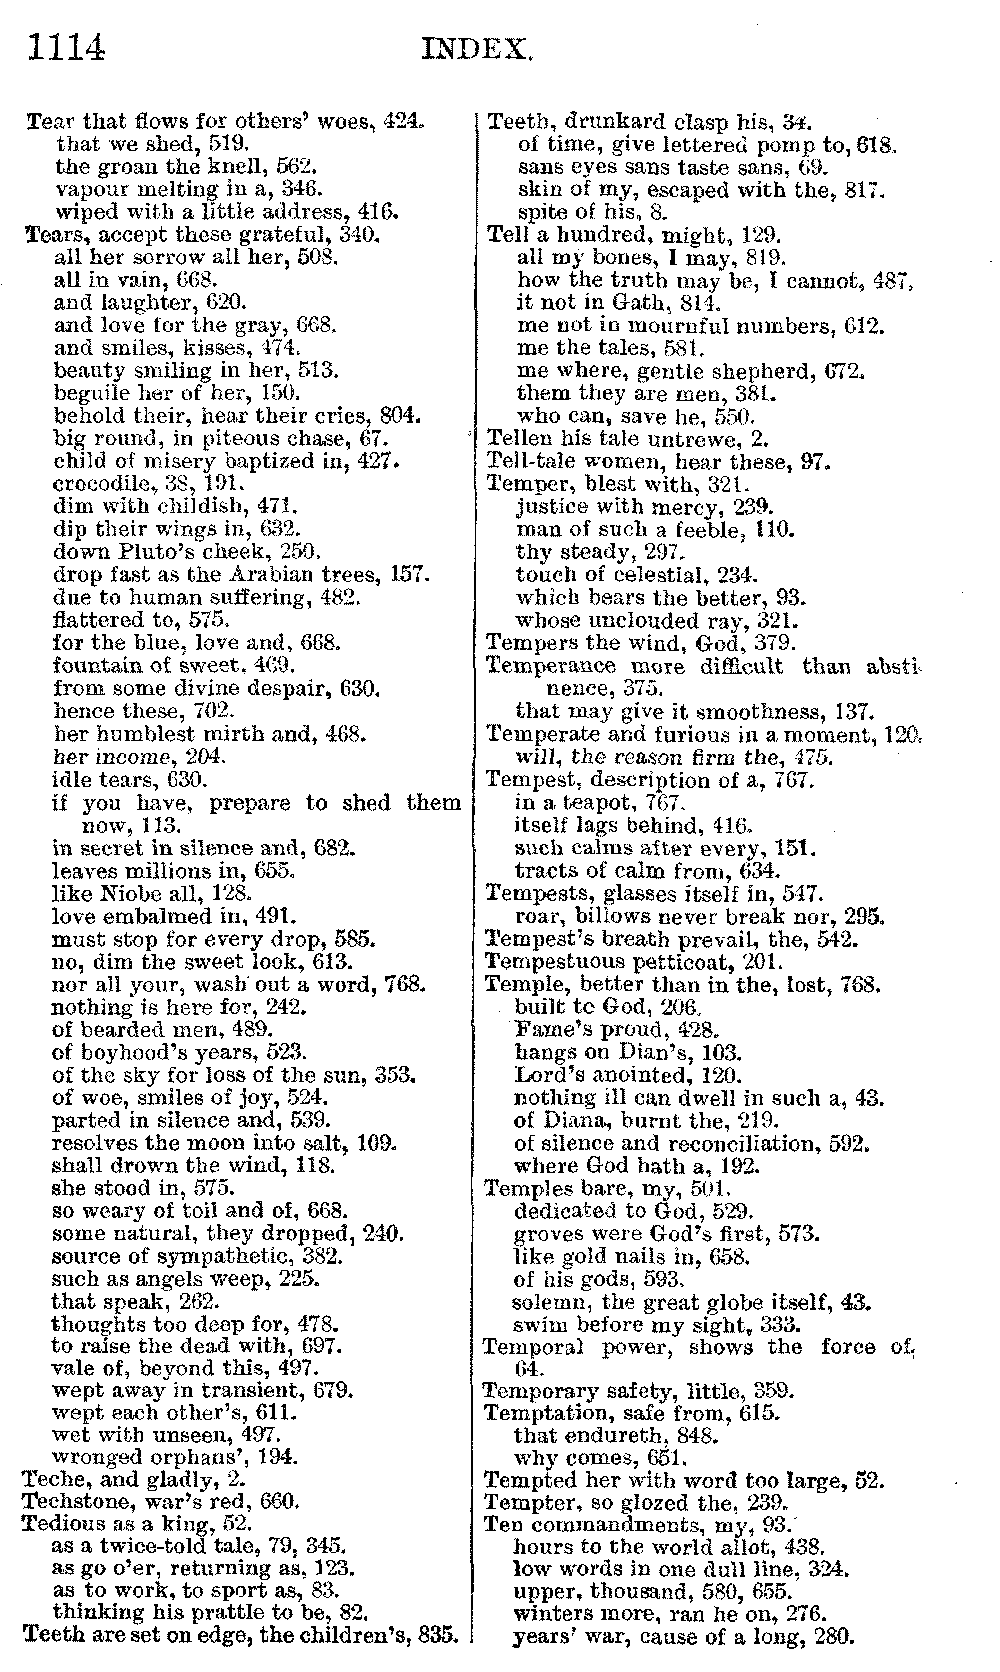 1114
INDEX.
Tear that flows for others' woes, 424.
that we shed, 519.
the groan the knell, 562.
vapour melting in a, 346.
wiped with a little address, 416.
Tears, accept these grateful, 340.
all her sorrow all her, 508.
all in vain, 668.
and laughter, 620.
and love for the gray, 668.
and smiles, kisses, 474.
beauty smiling in her, 513.
beguile her of her, 150.
behold their, hear their cries, 804.
big round, in piteous chase, 67.
child of misery baptized in, 427.
crocodile, 38, 191.
dim with childish, 471.
dip their wings in, 632.
down Pluto's cheek, 250.
drop fast as the Arabian trees, 157.
due to human suffering, 482.
flattered to, 575.
for the blue, love and, 668.
fountain of sweet, 469.
from some divine despair, 630.
hence these, 702.
her humblest mirth and, 468.
her income, 204.
idle tears, 630.
if you have, prepare to shed them
now, 113.
in secret in silence and, 682.
leaves millions in, 655.
like Niobe all, 128.
love embalmed in, 491.
must stop for every drop, 585.
no, dim the sweet look, 613.
nor all your, wash out a word, 768.
nothing is here for, 242.
of bearded men, 489.
of boyhood's years, 523.
of the sky for loss of the sun, 353.
of woe, smiles of joy, 524.
parted in silence and, 539.
resolves the moon into salt, 109.
shall drown the wind, 118.
she stood in, 575.
so weary of toil and of, 668.
some natural, they dropped, 240.
source of sympathetic, 382.
such as angels weep, 225.
that speak, 262.
thoughts too deep for, 478.
to raise the dead with, 697.
vale of, beyond this, 497.
wept away in transient, 679.
wept each other's, 611.
wet with unseen, 497.
wronged orphans', 194.
Teche, and gladly, 2.
Techstone, war's red, 660.
Tedious as a king, 52.
as a twice-told tale, 79, 345.
as go o'er, returning as, 123.
as to work, to sport as, 83.
thinking his prattle to be, 82.
Teeth are set on edge, the children's, 835.
Teeth, drunkard clasp his, 34.
of time, give lettered pomp to, 618.
sans eyes sans taste sans, 69.
skin of my, escaped with the, 817.
spite of his, 8.
Tell a hundred, might, 129.
all my bones, I may, 819.
how the truth may be, I cannot, 487.
it not in Gath, 814.
me not in mournful numbers, 612.
me the tales, 581.
me where, gentle shepherd, 672.
them they are men, 381.
who can, save he, 550.
Tellen his tale untrewe, 2.
Tell-tale women, hear these, 97.
Temper, blest with, 321.
justice with mercy, 239.
man of such a feeble, 110.
thy steady, 297.
touch of celestial, 234.
which bears the better, 93.
whose unclouded ray, 321.
Tempers the wind, God, 379.
Temperance more difficult than absti-
nence, 375.
that may give it smoothness, 137.
Temperate and furious in a moment, 120.
will, the reason firm the, 475.
Tempest, description of a, 767.
in a teapot, 767.
itself lags behind, 416.
such calms after every, 151.
tracts of calm from, 634.
Tempests, glasses itself in, 547.
roar, billows never break nor, 295.
Tempest's breath prevail, the, 542.
Tempestuous petticoat, 201.
Temple, better than in the, lost, 768.
built to God, 206.
Fame's proud, 428.
hangs on Dian's, 103.
Lord's anointed, 120.
nothing ill can dwell in such a, 43.
of Diana, burnt the, 219.
of silence and reconciliation, 592.
where God hath a, 192.
Temples bare, my, 501.
dedicated to God, 529.
groves were God's first, 573.
like gold nails in, 658.
of his gods, 593.
solemn, the great globe itself, 43.
swim before my sight, 333.
Temporal power, shows the force of,
64.
Temporary safety, little, 359.
Temptation, safe from, 615.
that endureth, 848.
why comes, 651.
Tempted her with word too large, 52.
Tempter, so glozed the, 239.
Ten commandments, my, 93.
hours to the world allot, 438.
low words in one dull line, 324.
upper, thousand, 580, 655.
winters more, ran he on, 276.
years' war, cause of a long, 280.